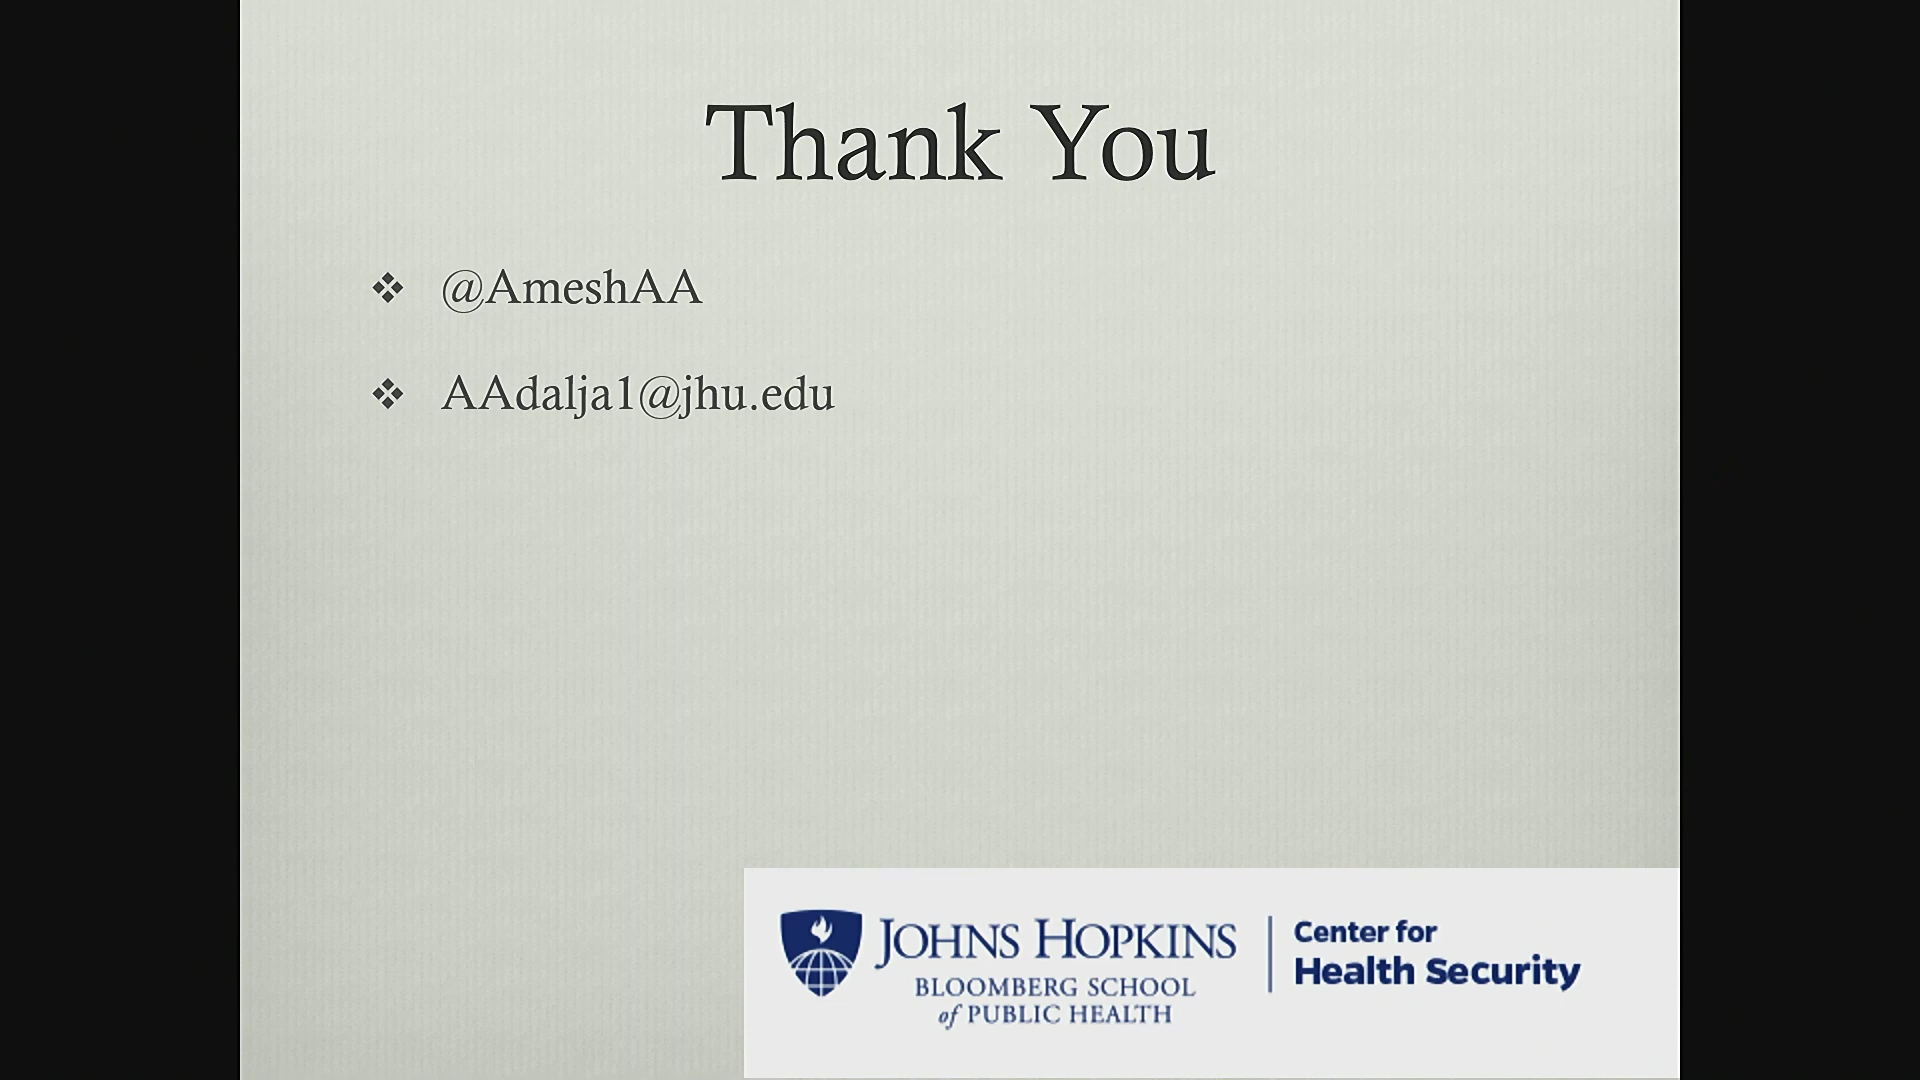 Thank You
@AmeshAA
AAdalja1@jhu.edu
JOHNS HOPKINS
BLOOMBERG SCHOOL
of PUBLIC HEALTH
Center for
Health Security